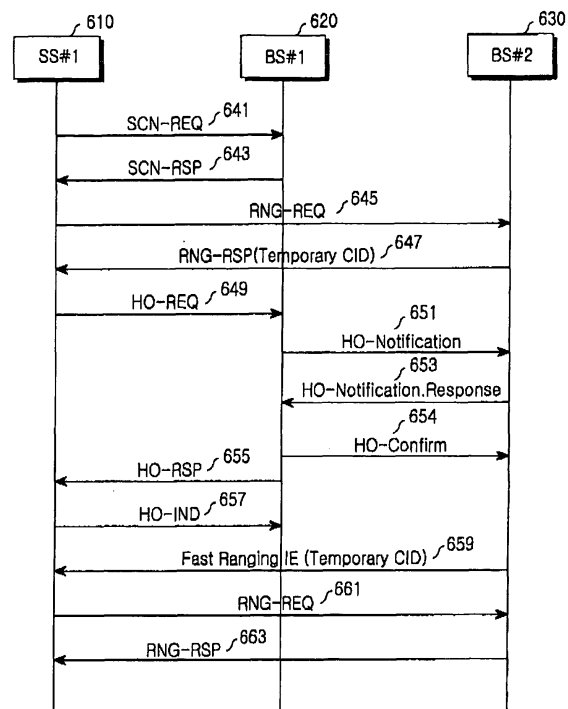 610
620
630
SS#1
BS#1
BS#2
SCN-REQ 641
SCN-RSP 643
RNG-REQ 645
RNG-RSP(Temporary CID) 647
HO-REQ 649
651
HO-Notification
653
HO-Notification.Response
654
HO-Confirm
HO-RSP 655
HO-IND 657
Fast Ranging IE (Temporary CID) 659
RNG-REQ 661
RNG-RSP 663